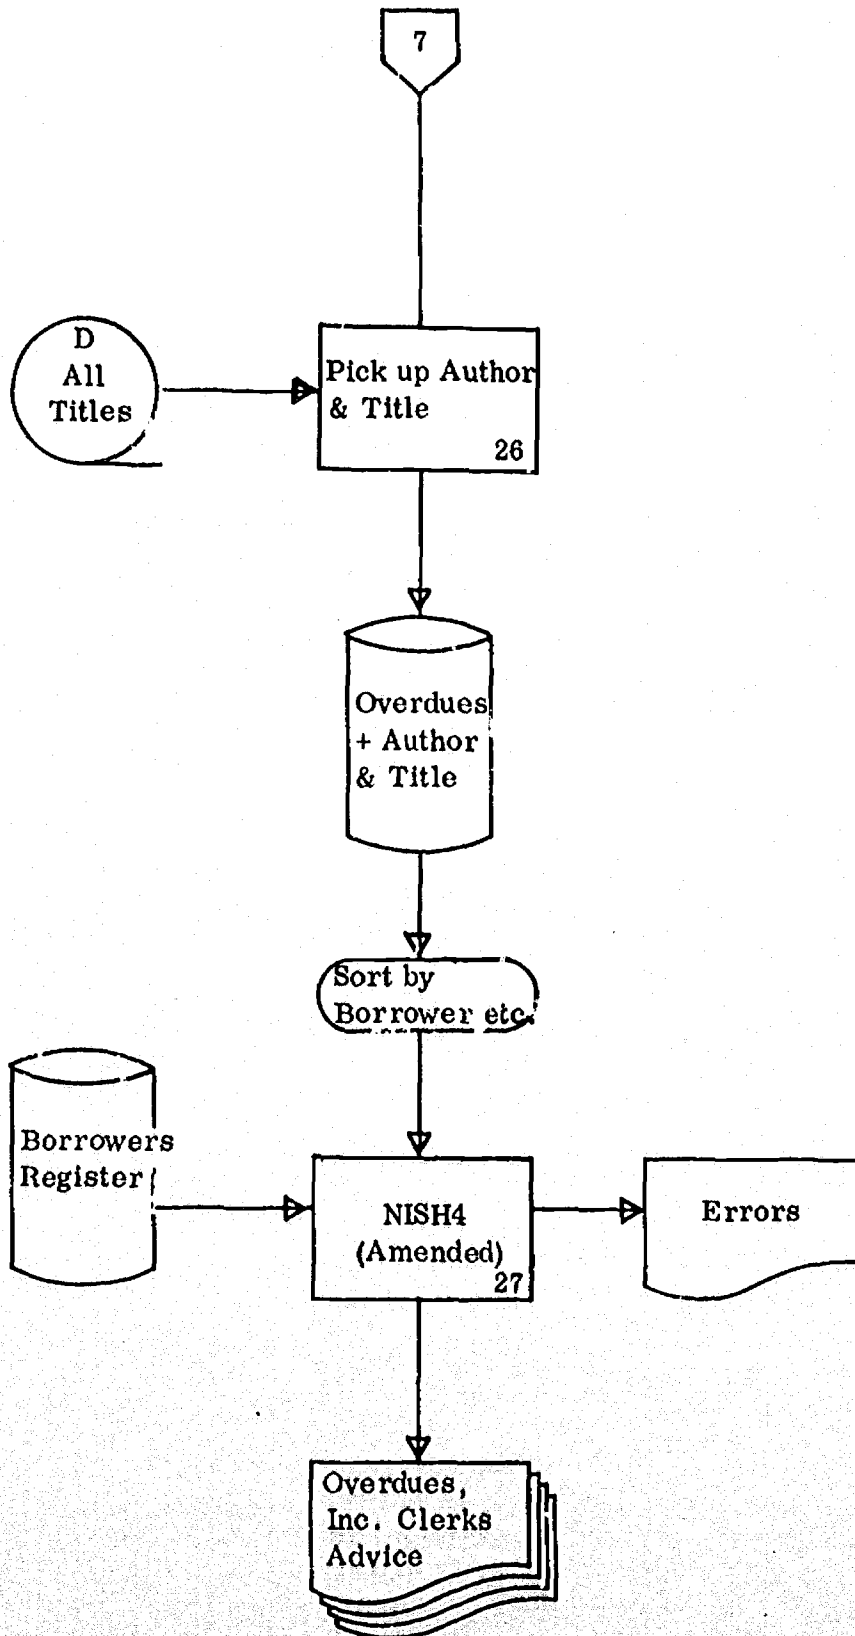 7
D
All
Titles
Pick up Author
& Title
26
Overdues
+ Author
& Title
Sort by
Borrower etc.
Borrowers
Register
NISH4
(Amended)
27
Errors
Overdues,
Inc. Clerks
Advice